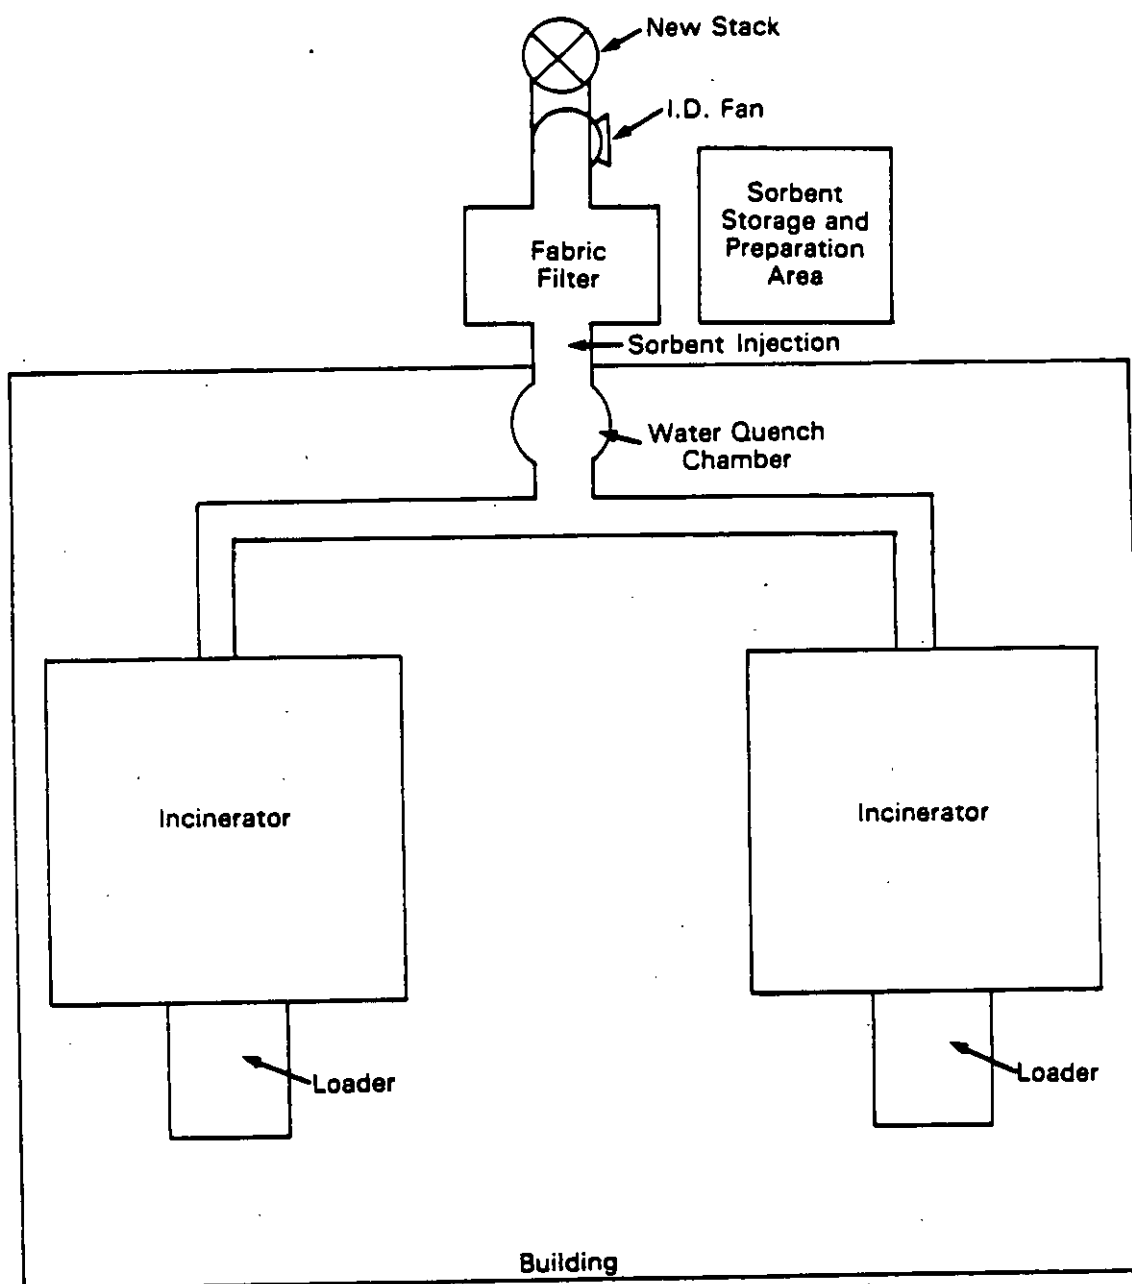 New Stack
I.D. Fan
Sorbent
Storage and
Preparation
Area
Fabric
Filter
Sorbent Injection
Water Quench
Chamber
Incinerator
Incinerator
Loader
Loader
Building